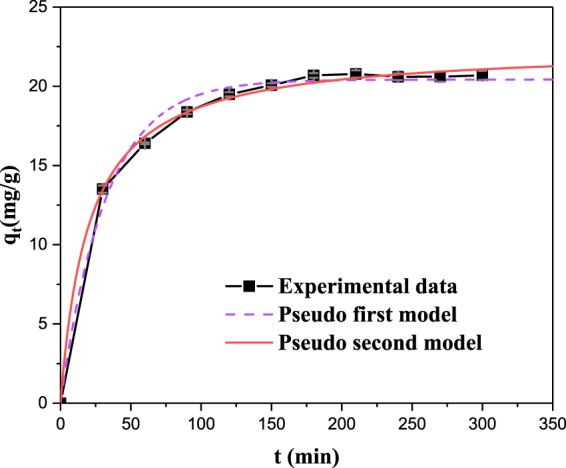 25
20
15
10
5
0
qt(mg/g)
Experimental data
Pseudo first model
Pseudo second model
0 50 100 150 200 250 300 350
t (min)